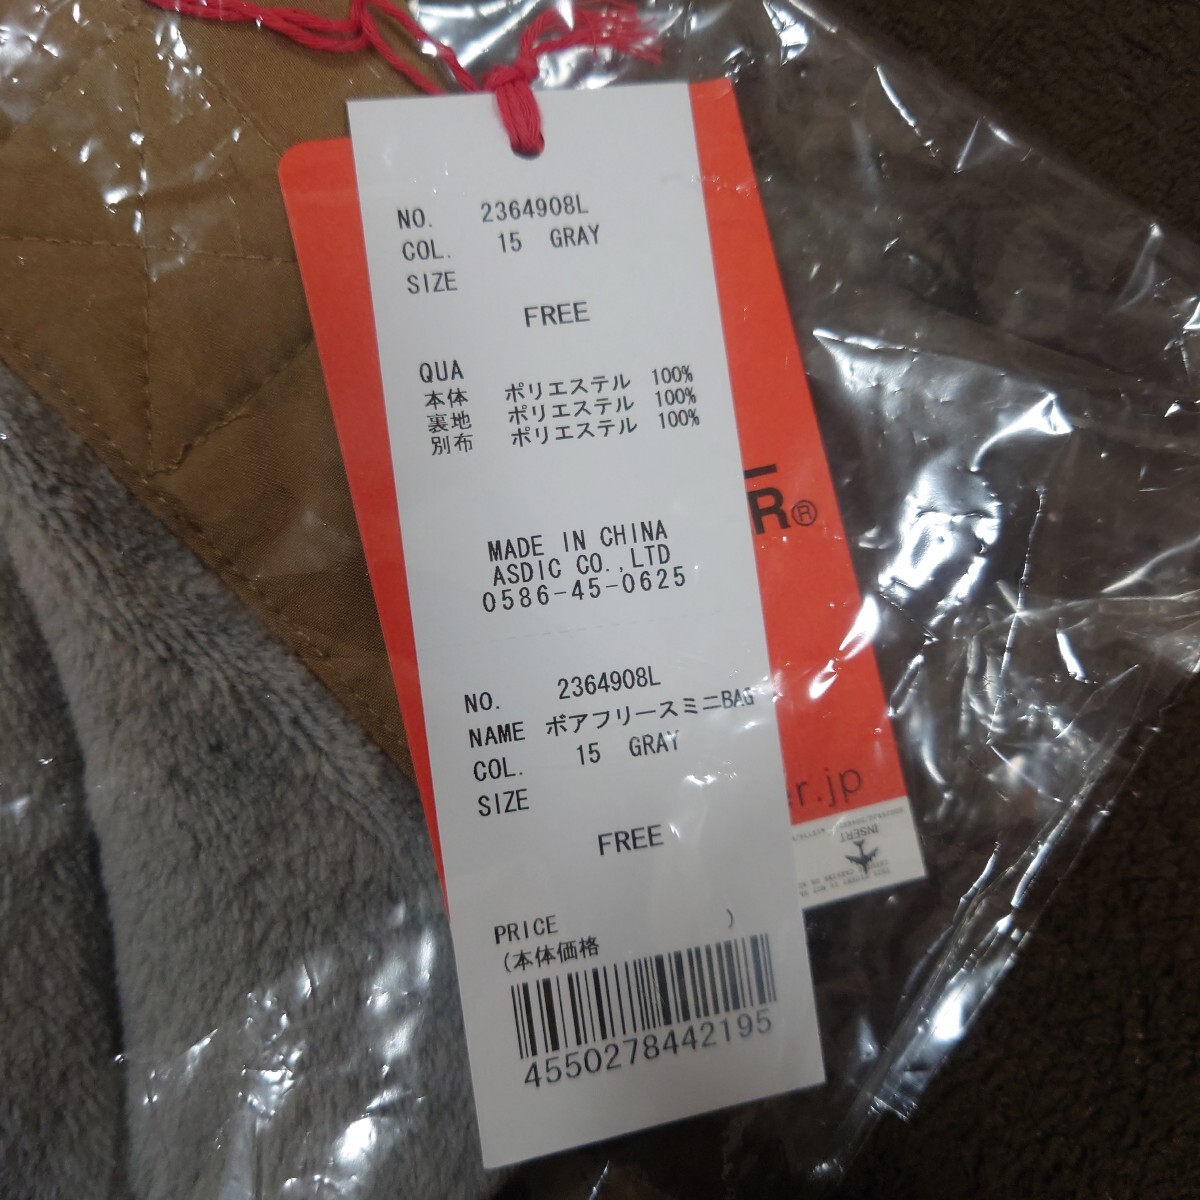 NO. 2364908L
COL. 15 GRAY
SIZE
FREE
QUA
本体 ポリエステル 100%
裏地 ポリエステル 100%
別布 ポリエステル 100%
MADE IN CHINA
ASDIC CO.,LTD
0586-45-0625
NO. 2364908L
NAME ボアフリースミニBAG
COL. 15 GRAY
SIZE
FREE
PRICE
(本体価格 )
4550278442195
R®
er.jp
INSERT